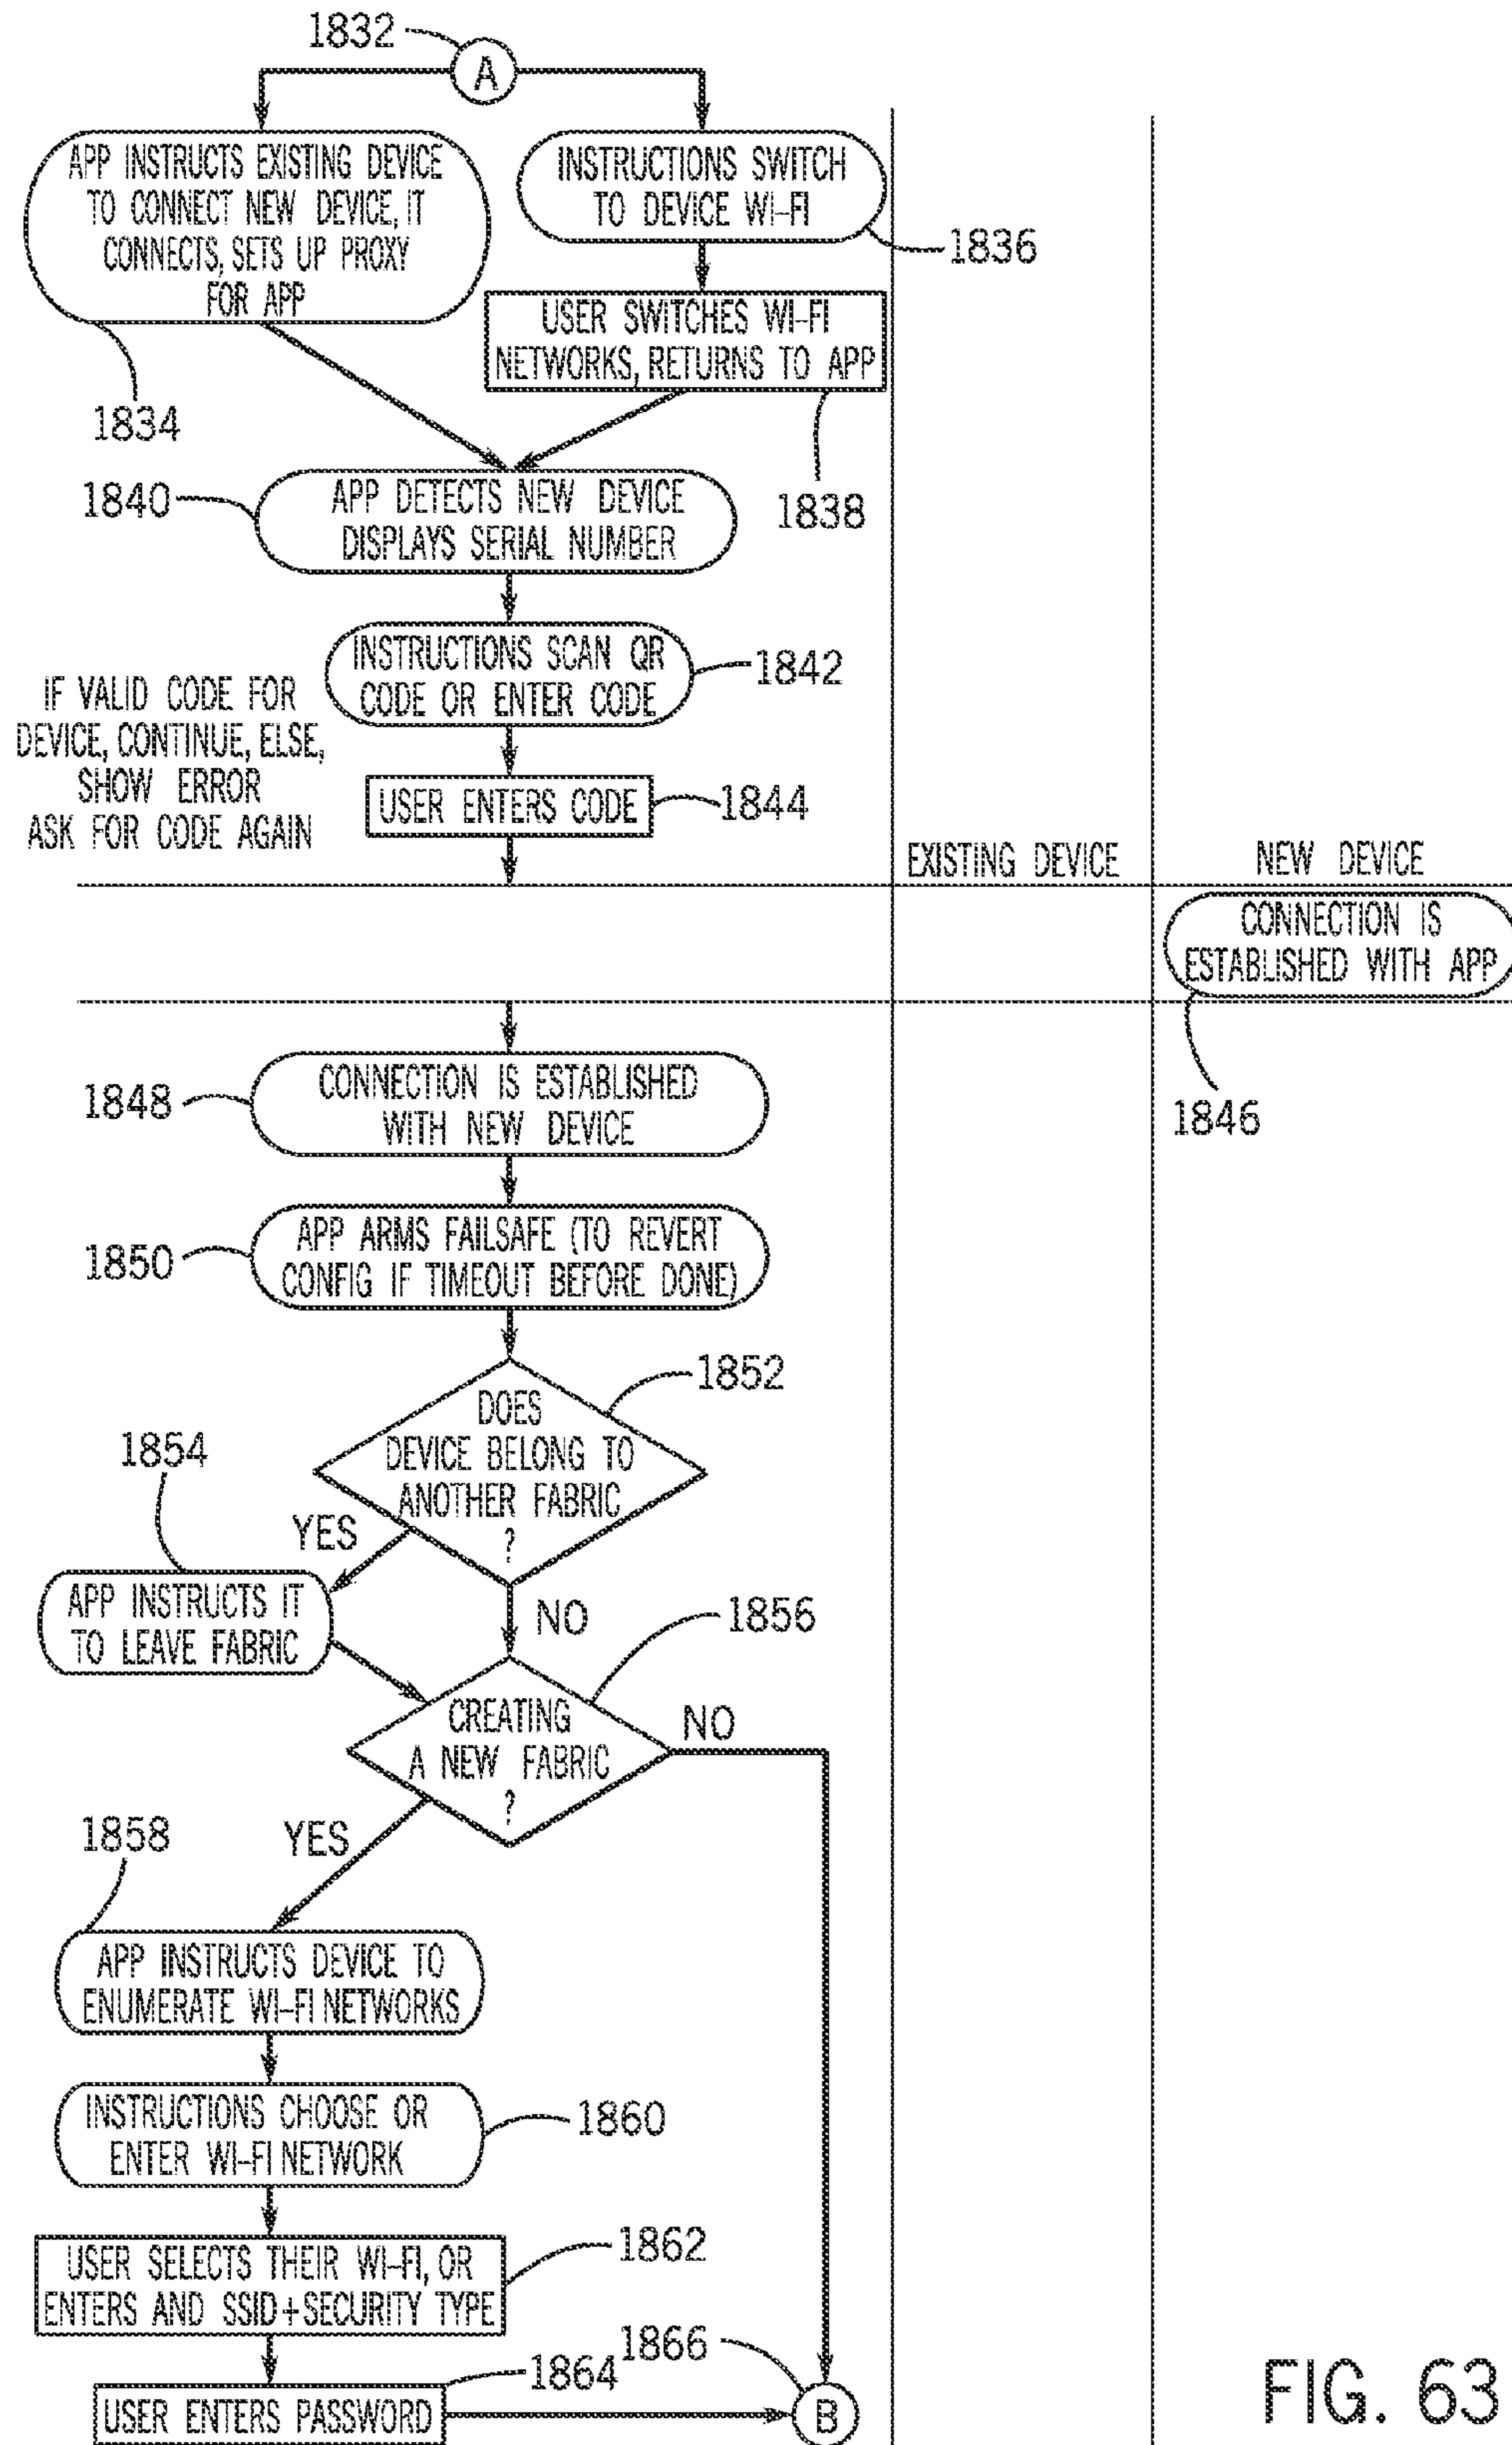 1832
A
APP INSTRUCTS EXISTING DEVICE
TO CONNECT NEW DEVICE, IT
CONNECTS, SETS UP PROXY
FOR APP
1834
INSTRUCTIONS SWITCH
TO DEVICE WI-FI
1836
USER SWITCHES WI-FI
NETWORKS, RETURNS TO APP
1838
1840
APP DETECTS NEW DEVICE
DISPLAYS SERIAL NUMBER
INSTRUCTIONS SCAN QR
CODE OR ENTER CODE
1842
IF VALID CODE FOR
DEVICE, CONTINUE, ELSE,
SHOW ERROR
ASK FOR CODE AGAIN
USER ENTERS CODE
1844
EXISTING DEVICE
NEW DEVICE
CONNECTION IS
ESTABLISHED WITH APP
1846
1848
CONNECTION IS ESTABLISHED
WITH NEW DEVICE
1850
APP ARMS FAILSAFE (TO REVERT
CONFIG IF TIMEOUT BEFORE DONE)
1852
DOES
DEVICE BELONG TO
ANOTHER FABRIC
?
YES
NO
1854
APP INSTRUCTS IT
TO LEAVE FABRIC
1856
CREATING
A NEW FABRIC
?
NO
YES
1858
APP INSTRUCTS DEVICE TO
ENUMERATE WI-FI NETWORKS
INSTRUCTIONS CHOOSE OR
ENTER WI-FI NETWORK
1860
USER SELECTS THEIR WI-FI, OR
ENTERS AND SSID+SECURITY TYPE
1862
USER ENTERS PASSWORD
1864
1866
B
FIG. 63